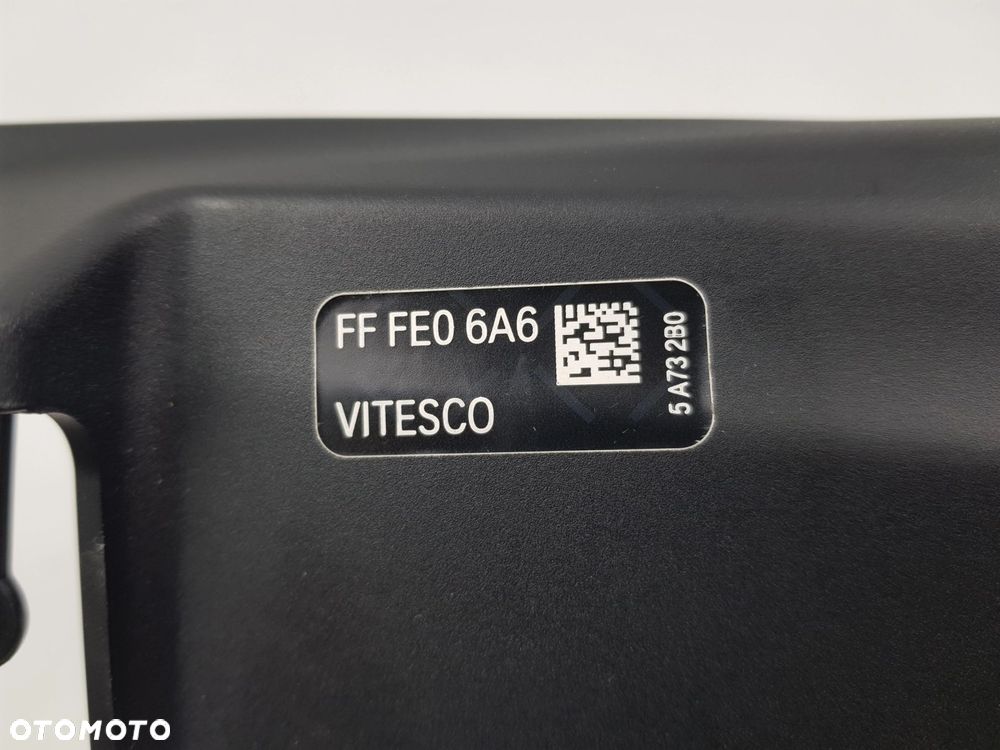 FF FE0 6A6
VITESCO
5 A73 2B0
OTOMOTO